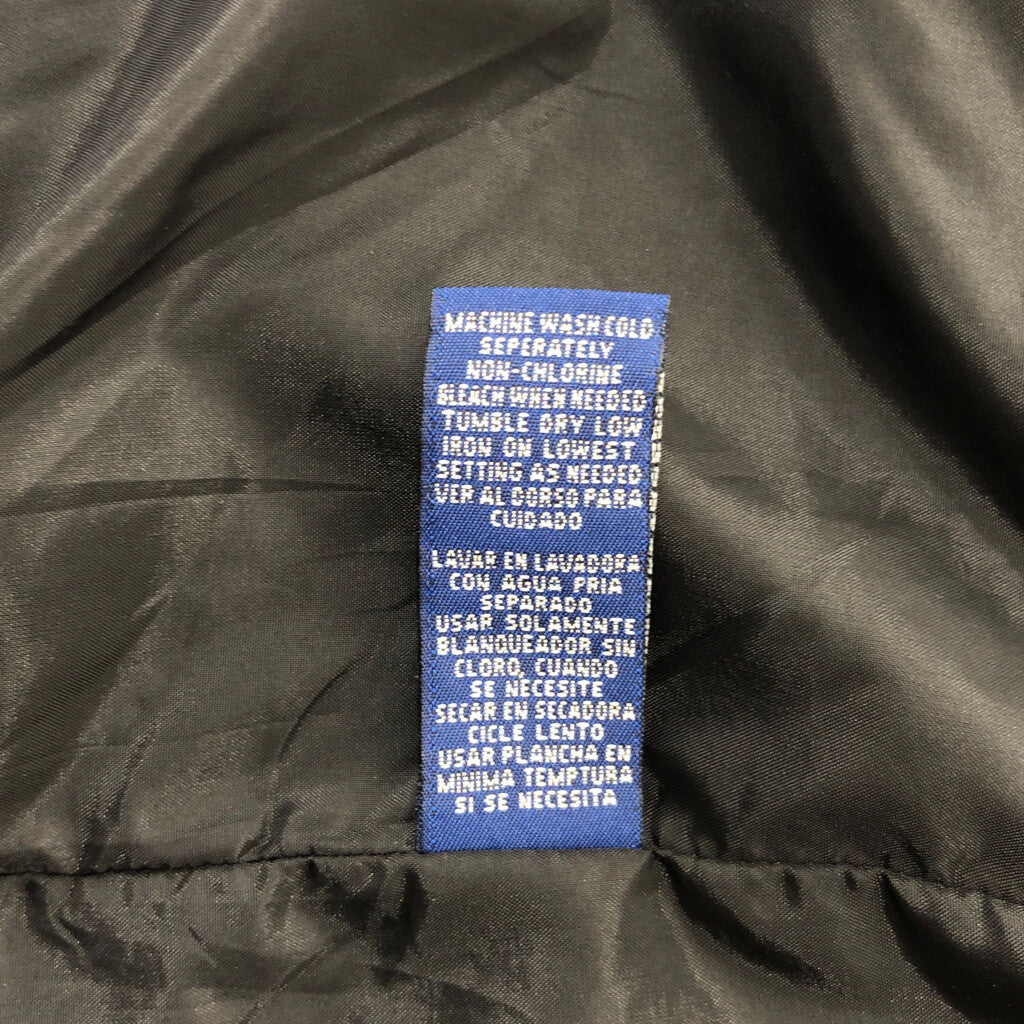 MACHINE WASH COLD
SEPERATELY
NON-CHLORINE
BLEACH WHEN NEEDED
TUMBLE DRY LOW
IRON ON LOWEST
SETTING AS NEEDED
VER AL DORSO PARA
CUIDADO
LAVAR EN LAVADORA
CON AGUA PRIA
SEPARADO
USAR SOLAMENTE
BLANQUEADOR SIN
CLORO, CUANDO
SE NECESITE
SECAR EN SECADORA
CICLE LENTO
USAR PLANCHA EN
MINIMA TEMPTURA
SI SE NECESITA